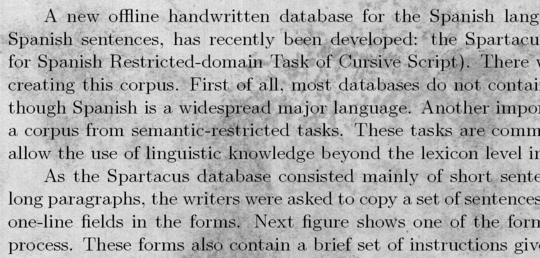 A new offline handwritten database for the Spanish lang
Spanish sentences, has recently been developed: the Spartacu
for Spanish Restricted-domain Task of Cursive Script). There
creating this corpus. First of all, most databases do not contai
though Spanish is a widespread major language. Another impor
a corpus from semantic-restricted tasks. These tasks are comm
allow the use of linguistic knowledge beyond the lexicon level in
As the Spartacus database consisted mainly of short sente
long paragraphs, the writers were asked to copy a set of sentences
one-line fields in the forms. Next figure shows one of the form
process. These forms also contain a brief set of instructions give